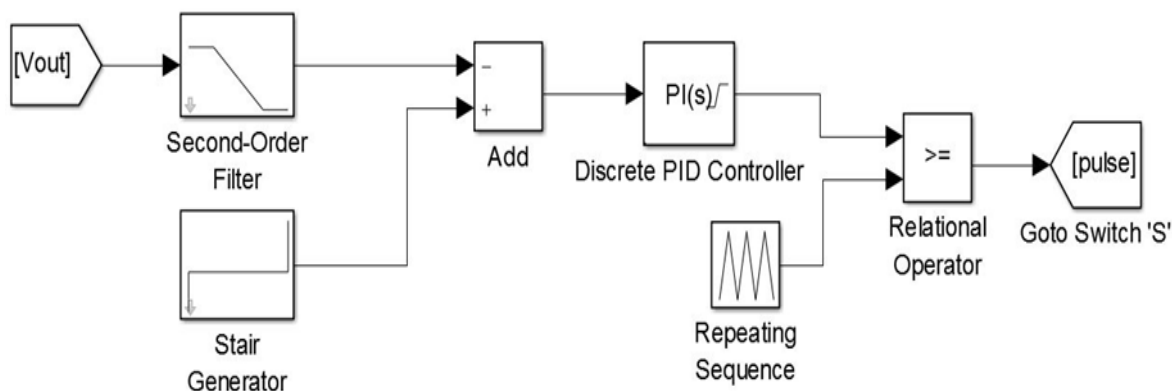 [Vout]
Second-Order
Filter
−
+
Add
PI(s)
Discrete PID Controller
>=
Relational
Operator
[pulse]
Goto Switch 'S'
Stair
Generator
Repeating
Sequence